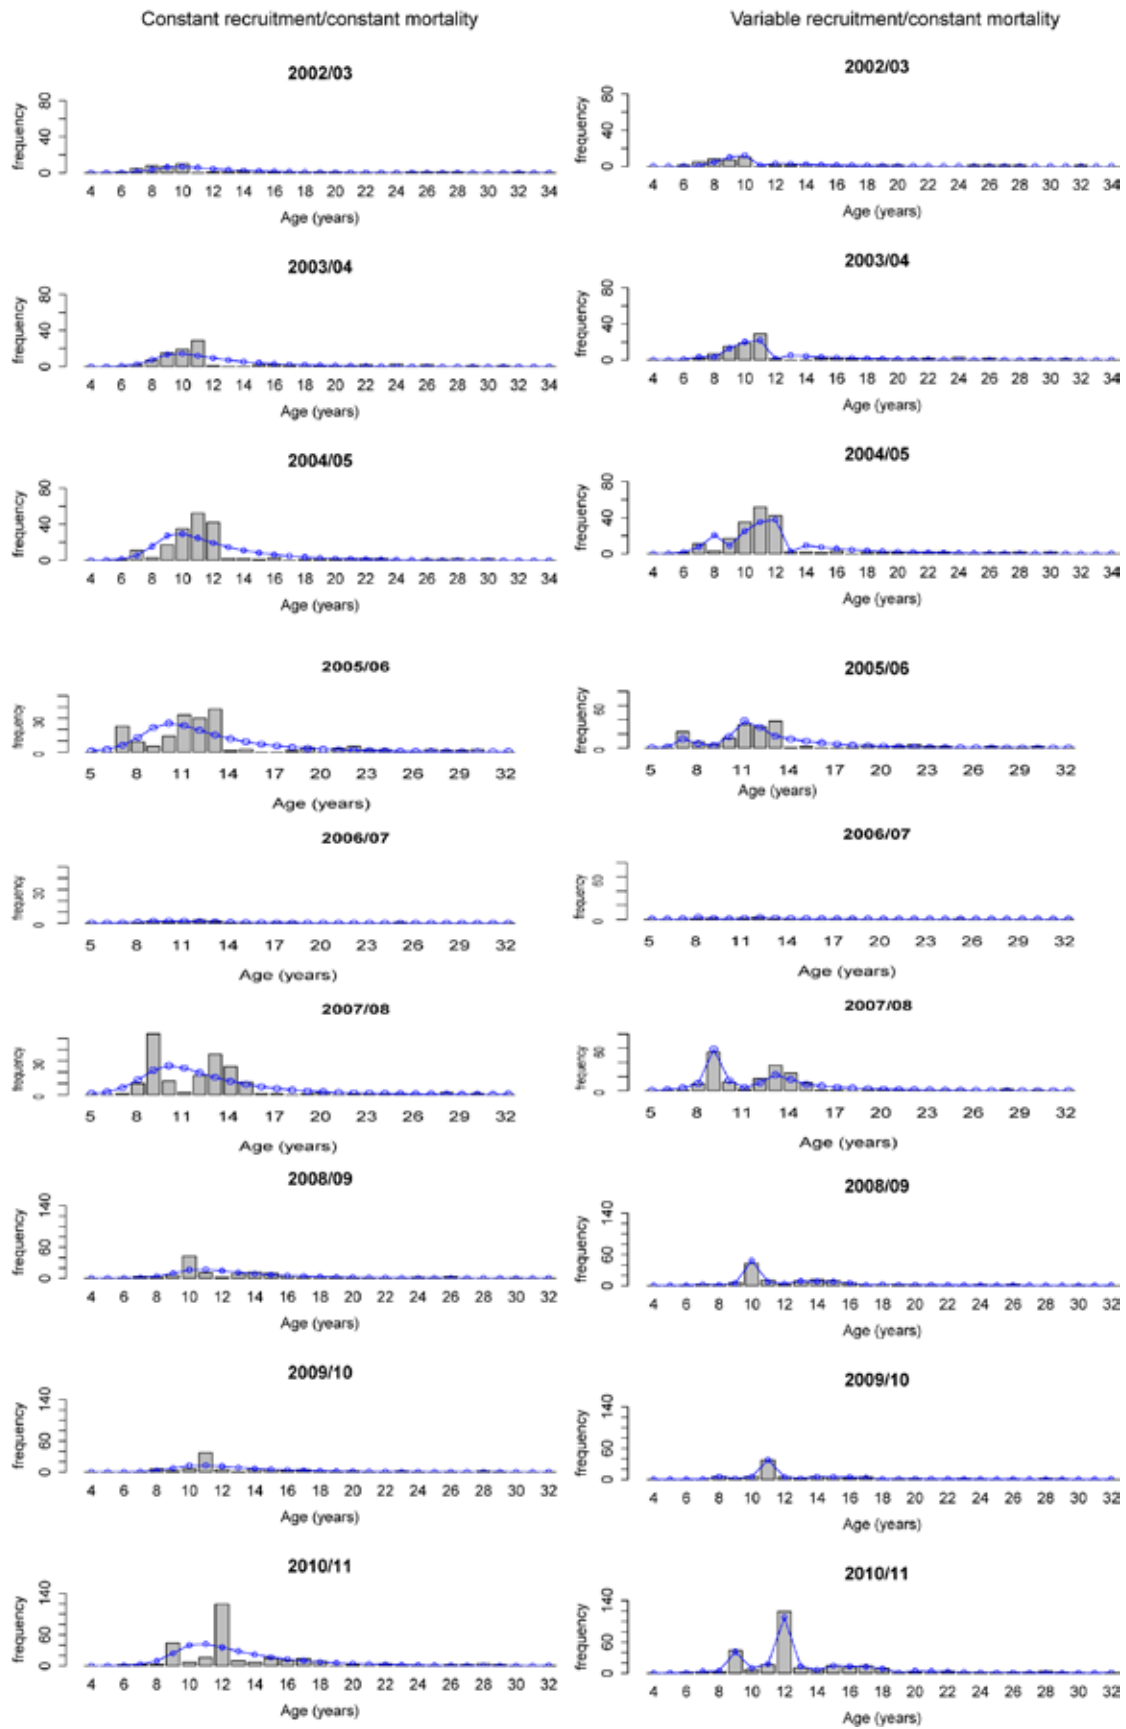 Constant recruitment/constant mortality
Variable recruitment/constant mortality
2002/03
frequency
0 40 80
4 6 8 10 12 14 16 18 20 22 24 26 28 30 32 34
Age (years)
2002/03
frequency
0 40 80
4 6 8 10 12 14 16 18 20 22 24 26 28 30 32 34
Age (years)
2003/04
frequency
0 40 80
4 6 8 10 12 14 16 18 20 22 24 26 28 30 32 34
Age (years)
2003/04
frequency
0 40 80
4 6 8 10 12 14 16 18 20 22 24 26 28 30 32 34
Age (years)
2004/05
frequency
0 40 80
4 6 8 10 12 14 16 18 20 22 24 26 28 30 32 34
Age (years)
2004/05
frequency
0 40 80
4 6 8 10 12 14 16 18 20 22 24 26 28 30 32 34
Age (years)
2005/06
frequency
0 30
5 8 11 14 17 20 23 26 29 32
Age (years)
2005/06
frequency
0 60
5 8 11 14 17 20 23 26 29 32
Age (years)
2006/07
frequency
0 30
5 8 11 14 17 20 23 26 29 32
Age (years)
2006/07
frequency
0 60
5 8 11 14 17 20 23 26 29 32
Age (years)
2007/08
frequency
0 30
5 8 11 14 17 20 23 26 29 32
Age (years)
2007/08
frequency
0 60
5 8 11 14 17 20 23 26 29 32
Age (years)
2008/09
frequency
0 60 140
4 6 8 10 12 14 16 18 20 22 24 26 28 30 32
Age (years)
2008/09
frequency
0 60 140
4 6 8 10 12 14 16 18 20 22 24 26 28 30 32
Age (years)
2009/10
frequency
0 60 140
4 6 8 10 12 14 16 18 20 22 24 26 28 30 32
Age (years)
2009/10
frequency
0 60 140
4 6 8 10 12 14 16 18 20 22 24 26 28 30 32
Age (years)
2010/11
frequency
0 60 140
4 6 8 10 12 14 16 18 20 22 24 26 28 30 32
Age (years)
2010/11
frequency
0 60 140
4 6 8 10 12 14 16 18 20 22 24 26 28 30 32
Age (years)